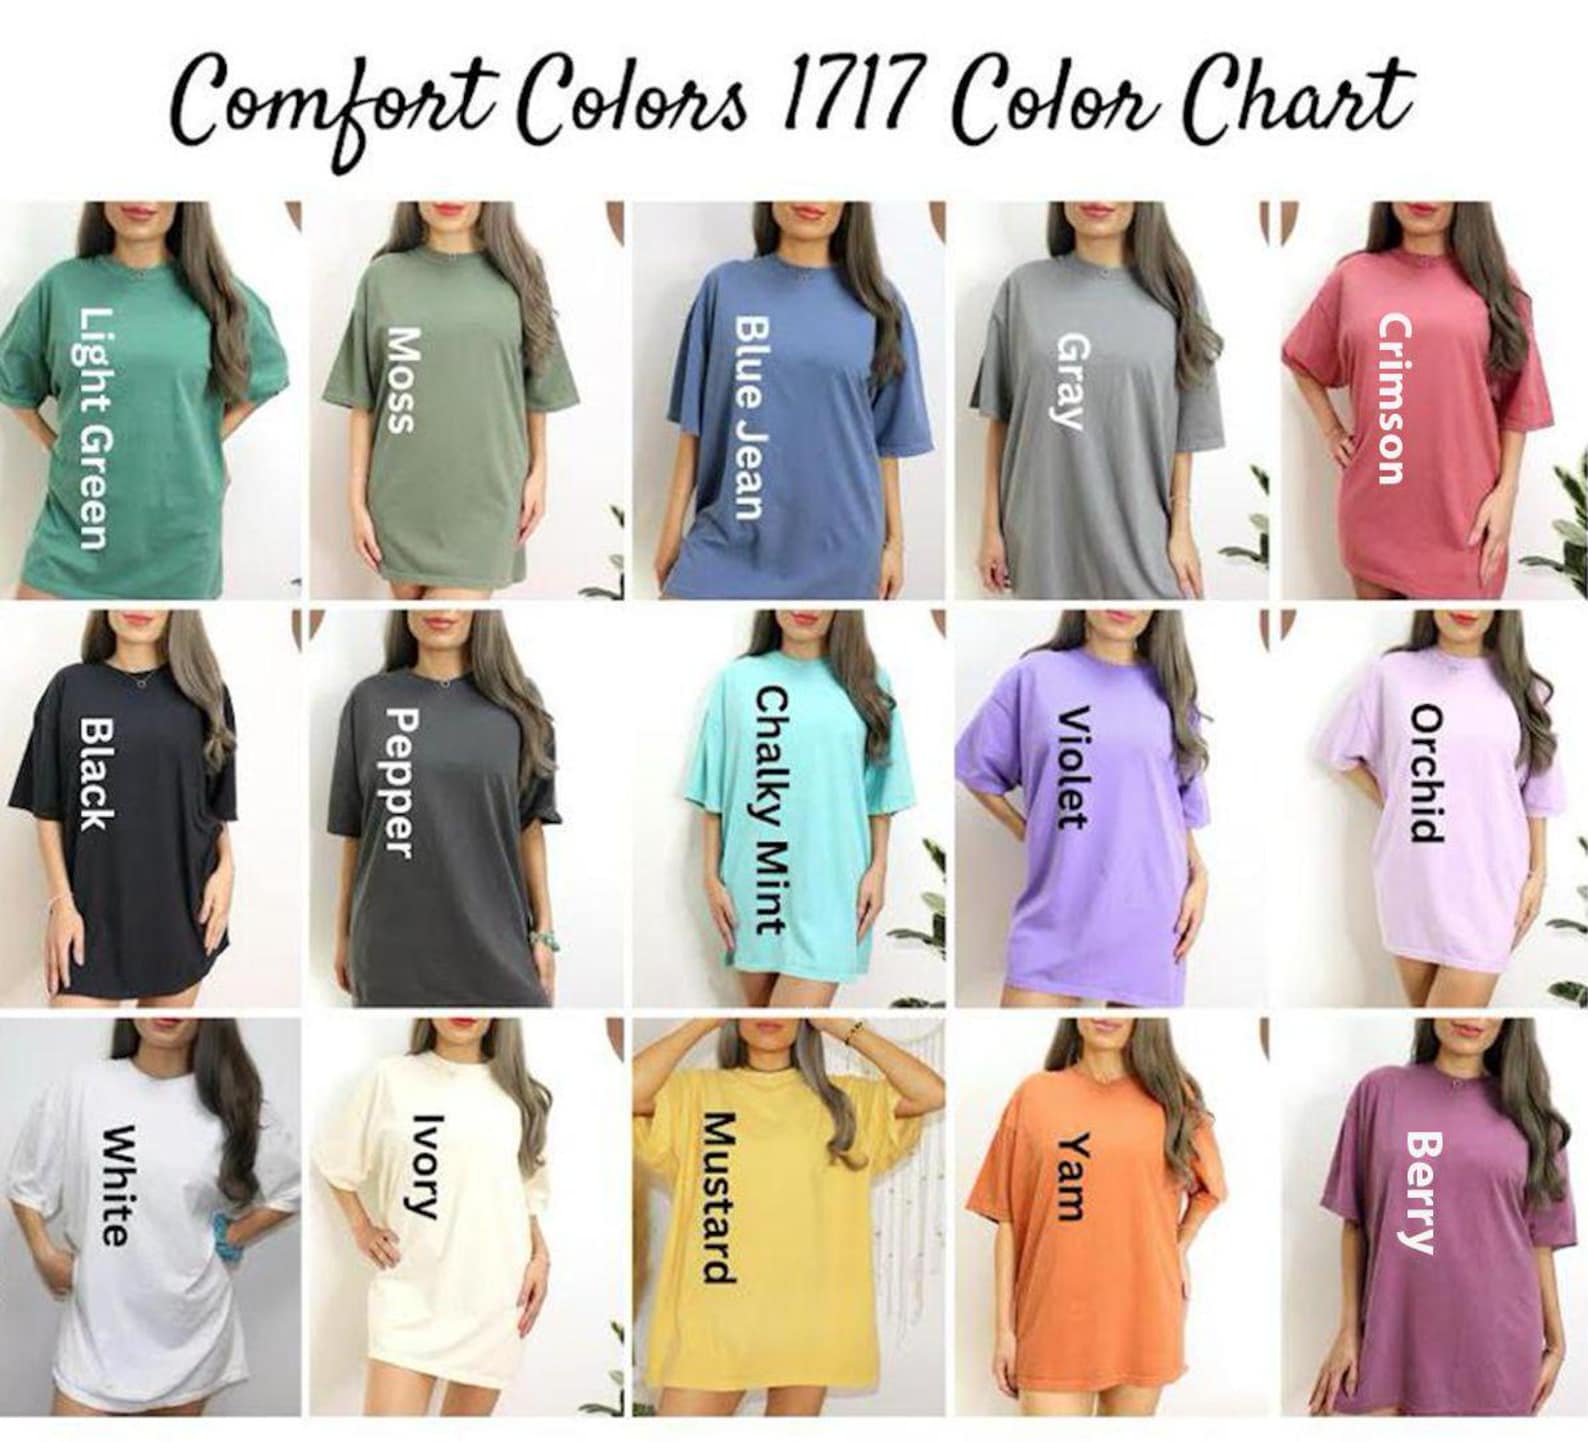 Comfort Colors 1717 Color Chart
Light Green
Moss
Blue Jean
Gray
Crimson
Black
Pepper
Chalky Mint
Violet
Orchid
White
Ivory
Mustard
Yam
Berry